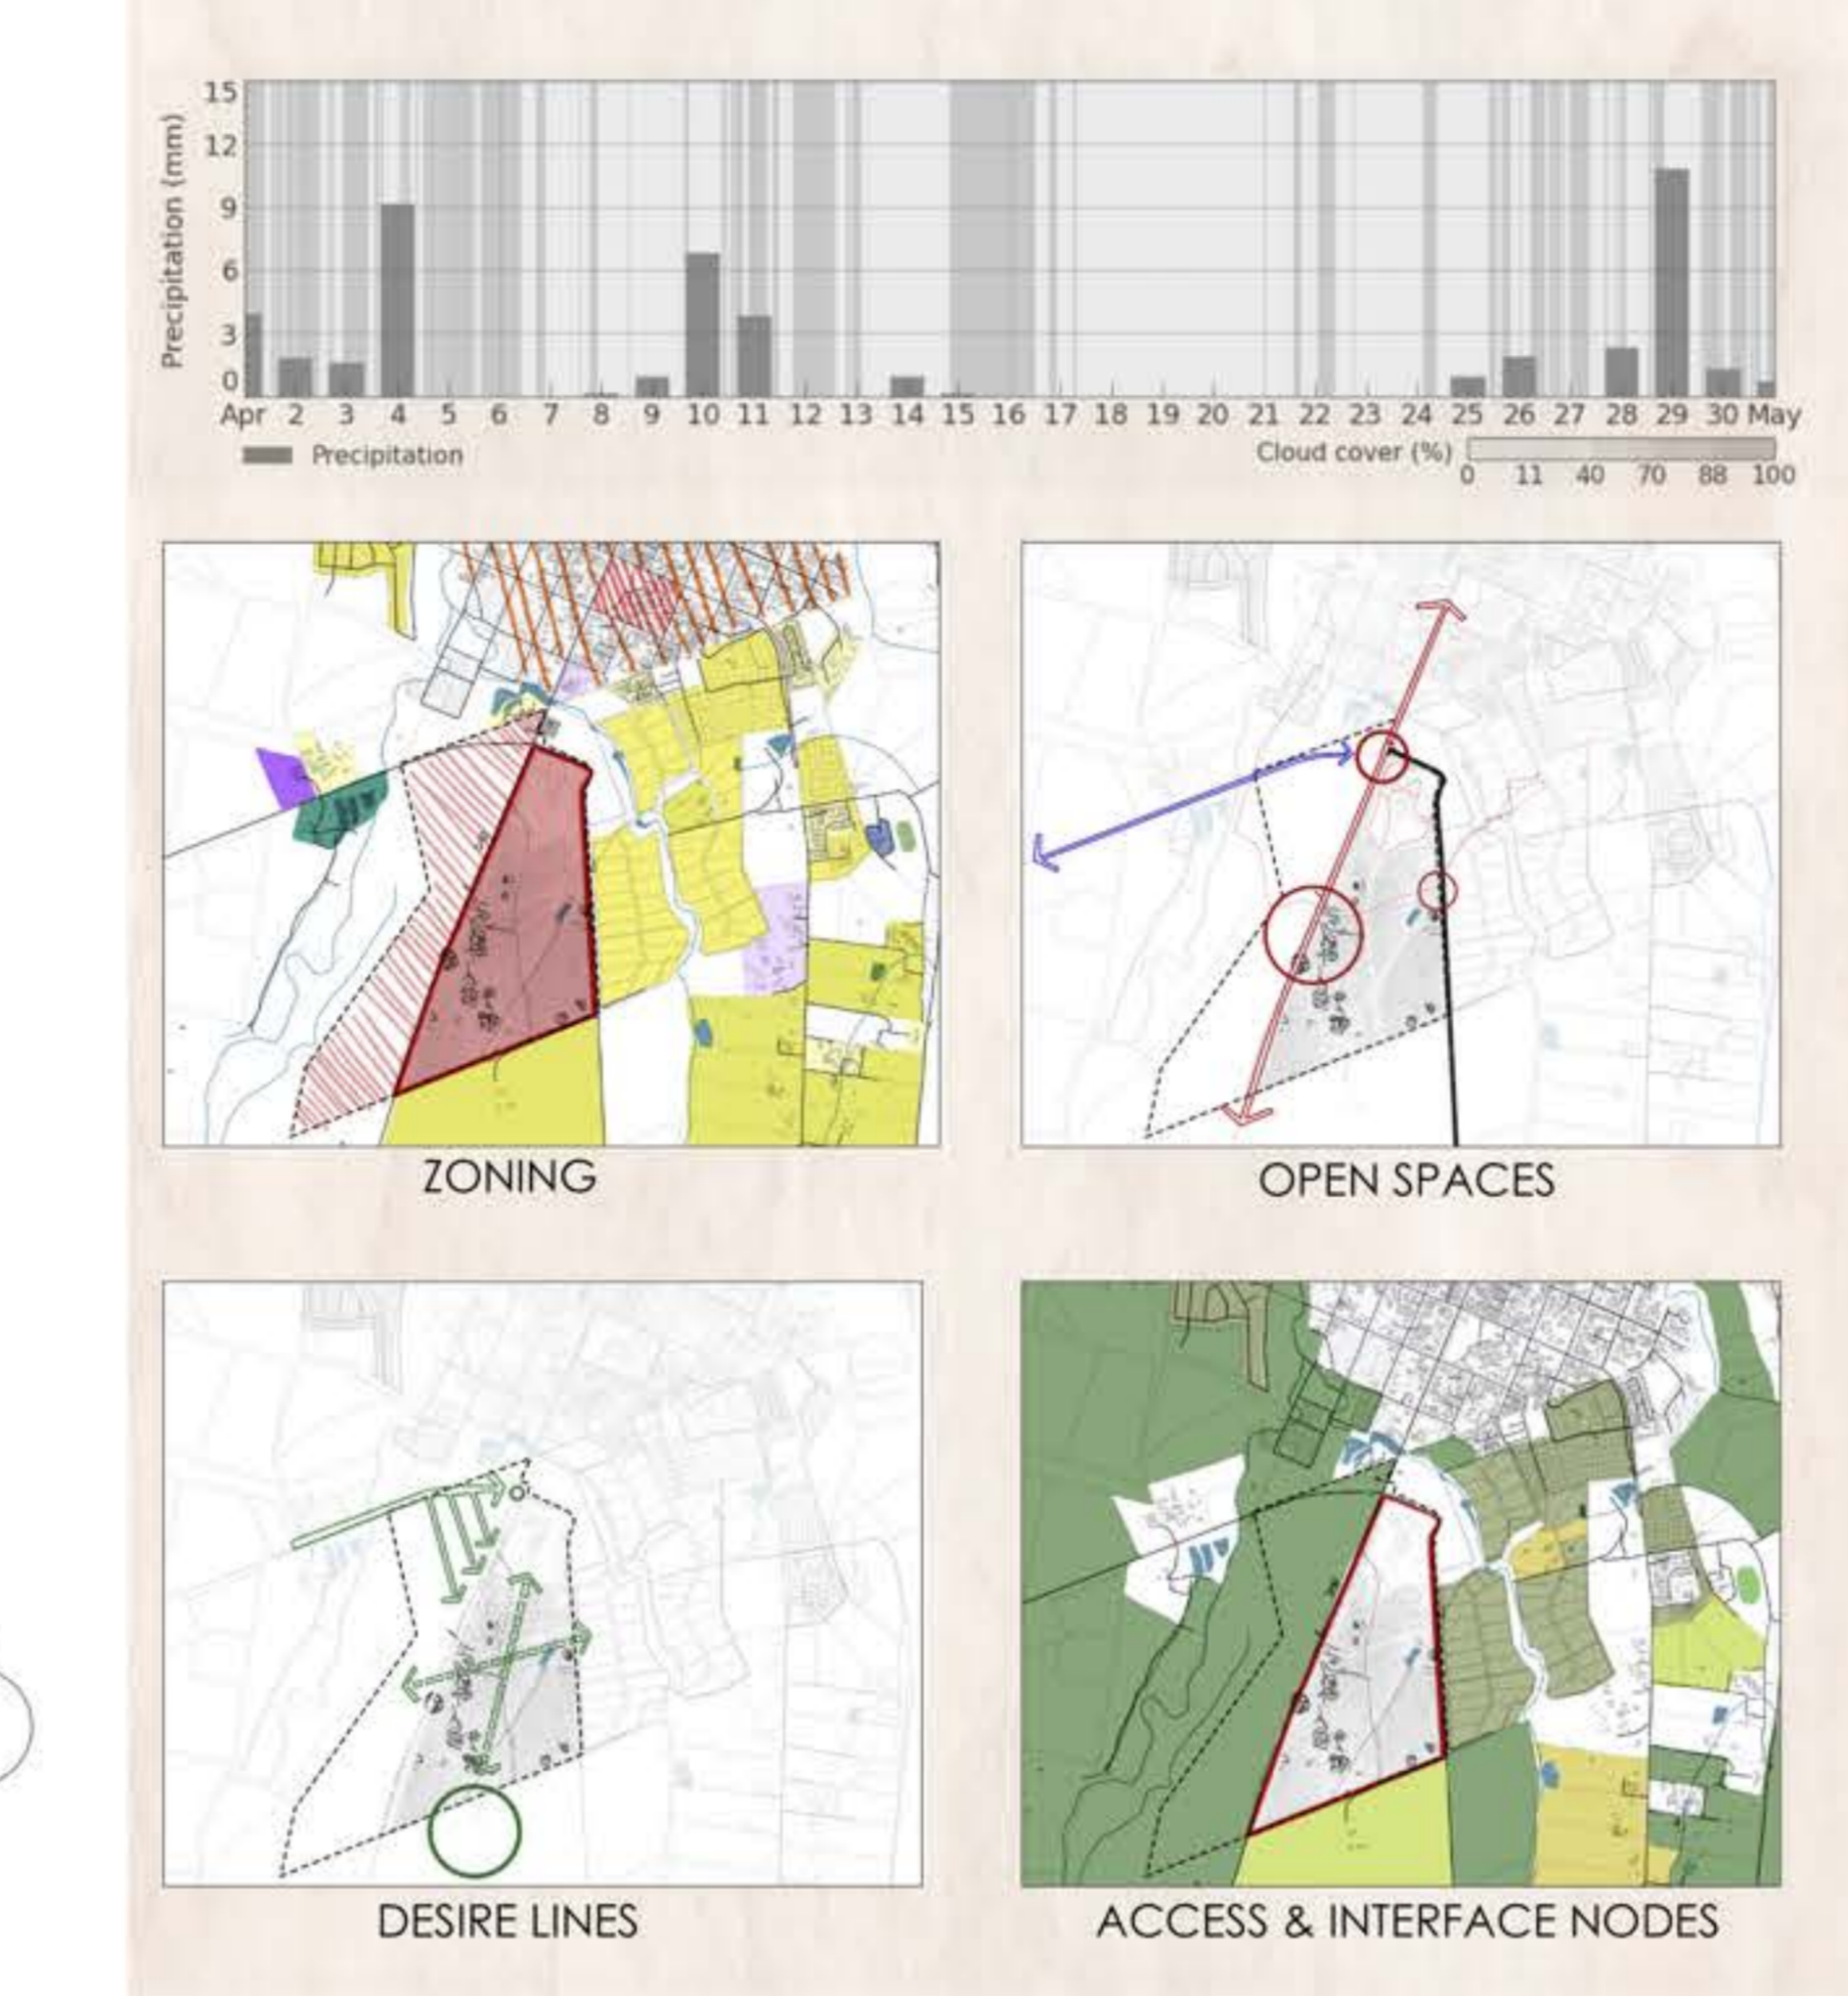 15
12
9
6
3
0
Precipitation (mm)
Apr 2 3 4 5 6 7 8 9 10 11 12 13 14 15 16 17 18 19 20 21 22 23 24 25 26 27 28 29 30 May
Precipitation
Cloud cover (%)
0 11 40 70 88 100
ZONING
OPEN SPACES
DESIRE LINES
ACCESS & INTERFACE NODES